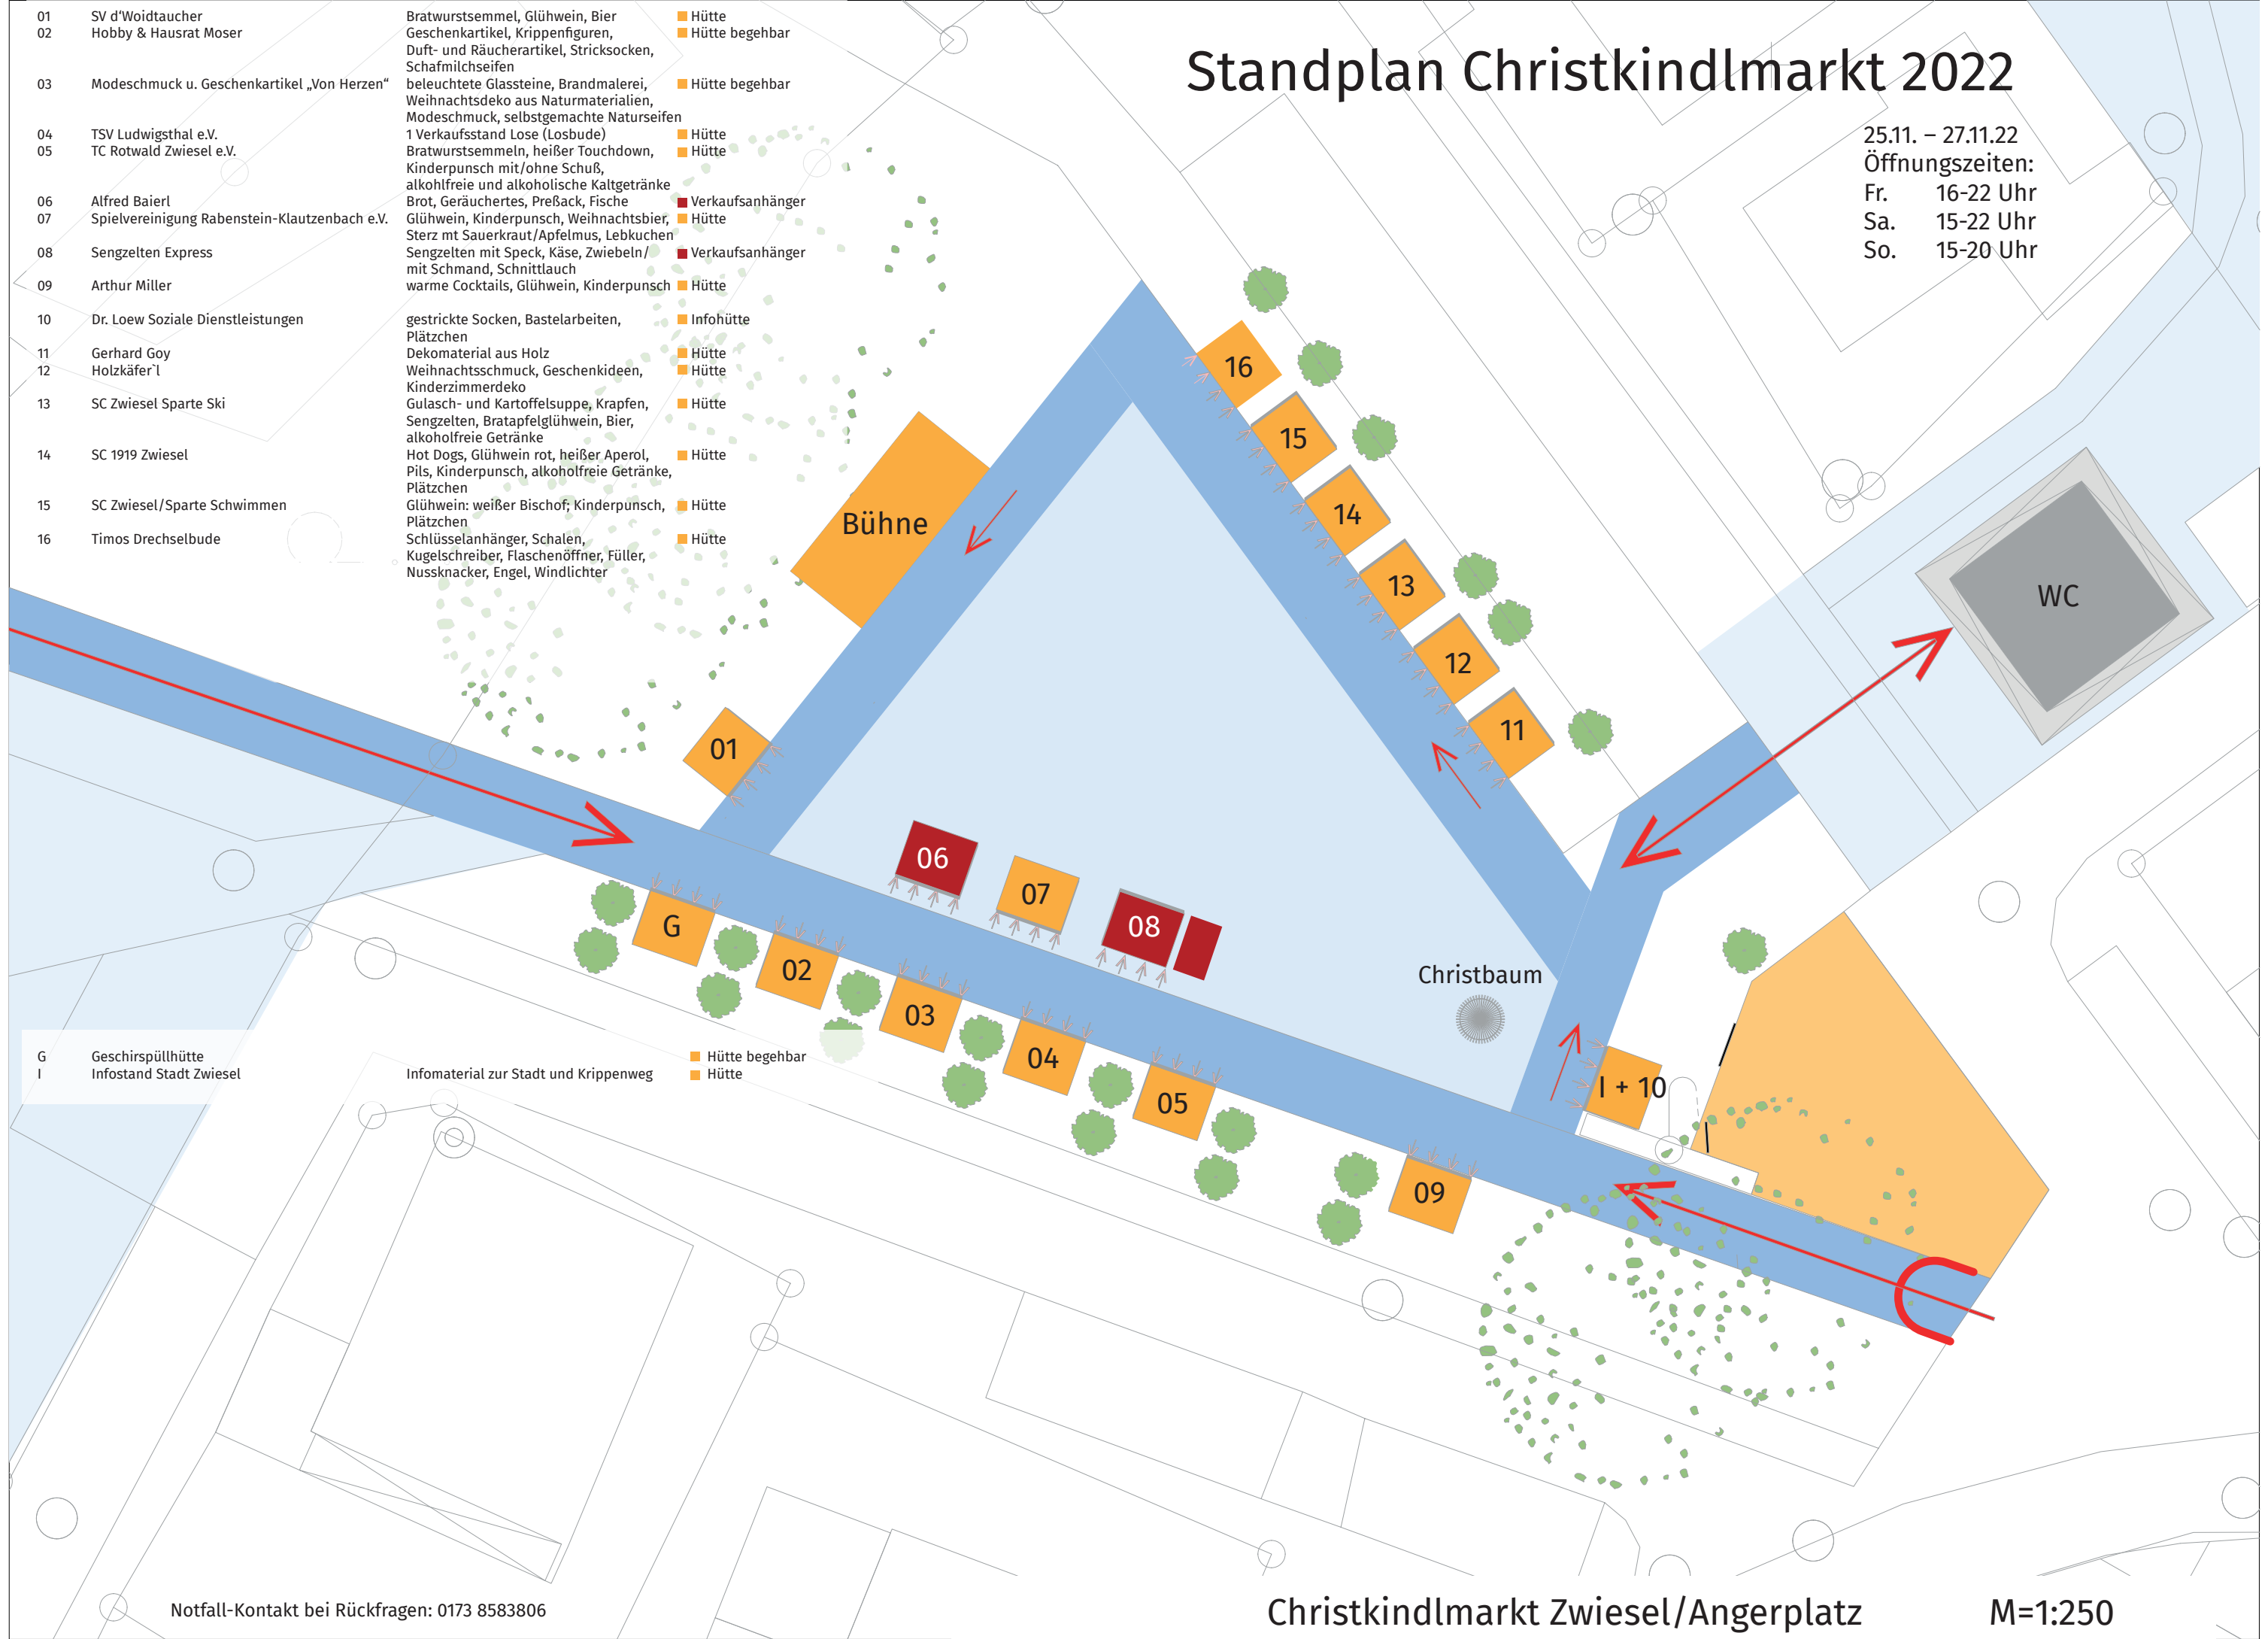 Standplan Christkindlmarkt 2022
25.11. – 27.11.22
Öffnungszeiten:
Fr. 16-22 Uhr
Sa. 15-22 Uhr
So. 15-20 Uhr
01 SV d‘Woidtaucher Bratwurstsemmel, Glühwein, Bier Hütte
02 Hobby & Hausrat Moser Geschenkartikel, Krippenfiguren, Hütte begehbar
Duft- und Räucherartikel, Stricksocken,
Schafmilchseifen
03 Modeschmuck u. Geschenkartikel „Von Herzen“ beleuchtete Glassteine, Brandmalerei, Hütte begehbar
Weihnachtsdeko aus Naturmaterialien,
Modeschmuck, selbstgemachte Naturseifen
04 TSV Ludwigsthal e.V. 1 Verkaufsstand Lose (Losbude) Hütte
05 TC Rotwald Zwiesel e.V. Bratwurstsemmeln, heißer Touchdown, Hütte
Kinderpunsch mit/ohne Schuß,
alkohlfreie und alkoholische Kaltgetränke
06 Alfred Baierl Brot, Geräuchertes, Preßack, Fische Verkaufsanhänger
07 Spielvereinigung Rabenstein-Klautzenbach e.V. Glühwein, Kinderpunsch, Weihnachtsbier, Hütte
Sterz mt Sauerkraut/Apfelmus, Lebkuchen
08 Sengzelten Express Sengzelten mit Speck, Käse, Zwiebeln/ Verkaufsanhänger
mit Schmand, Schnittlauch
09 Arthur Miller warme Cocktails, Glühwein, Kinderpunsch Hütte
10 Dr. Loew Soziale Dienstleistungen gestrickte Socken, Bastelarbeiten, Infohütte
Plätzchen
11 Gerhard Goy Dekomaterial aus Holz Hütte
12 Holzkäfer`l Weihnachtsschmuck, Geschenkideen, Hütte
Kinderzimmerdeko
13 SC Zwiesel Sparte Ski Gulasch- und Kartoffelsuppe, Krapfen, Hütte
Sengzelten, Bratapfelglühwein, Bier,
alkoholfreie Getränke
14 SC 1919 Zwiesel Hot Dogs, Glühwein rot, heißer Aperol, Hütte
Pils, Kinderpunsch, alkoholfreie Getränke,
Plätzchen
15 SC Zwiesel/Sparte Schwimmen Glühwein: weißer Bischof; Kinderpunsch, Hütte
Plätzchen
16 Timos Drechselbude Schlüsselanhänger, Schalen, Hütte
Kugelschreiber, Flaschenöffner, Füller,
Nussknacker, Engel, Windlichter
16
15
14
13
12
11
Bühne
WC
01
06
07
08
G
02
03
04
05
09
Christbaum
I + 10
G Geschirspüllhütte Hütte begehbar
I Infostand Stadt Zwiesel Infomaterial zur Stadt und Krippenweg Hütte
Notfall-Kontakt bei Rückfragen: 0173 8583806
Christkindlmarkt Zwiesel/Angerplatz M=1:250